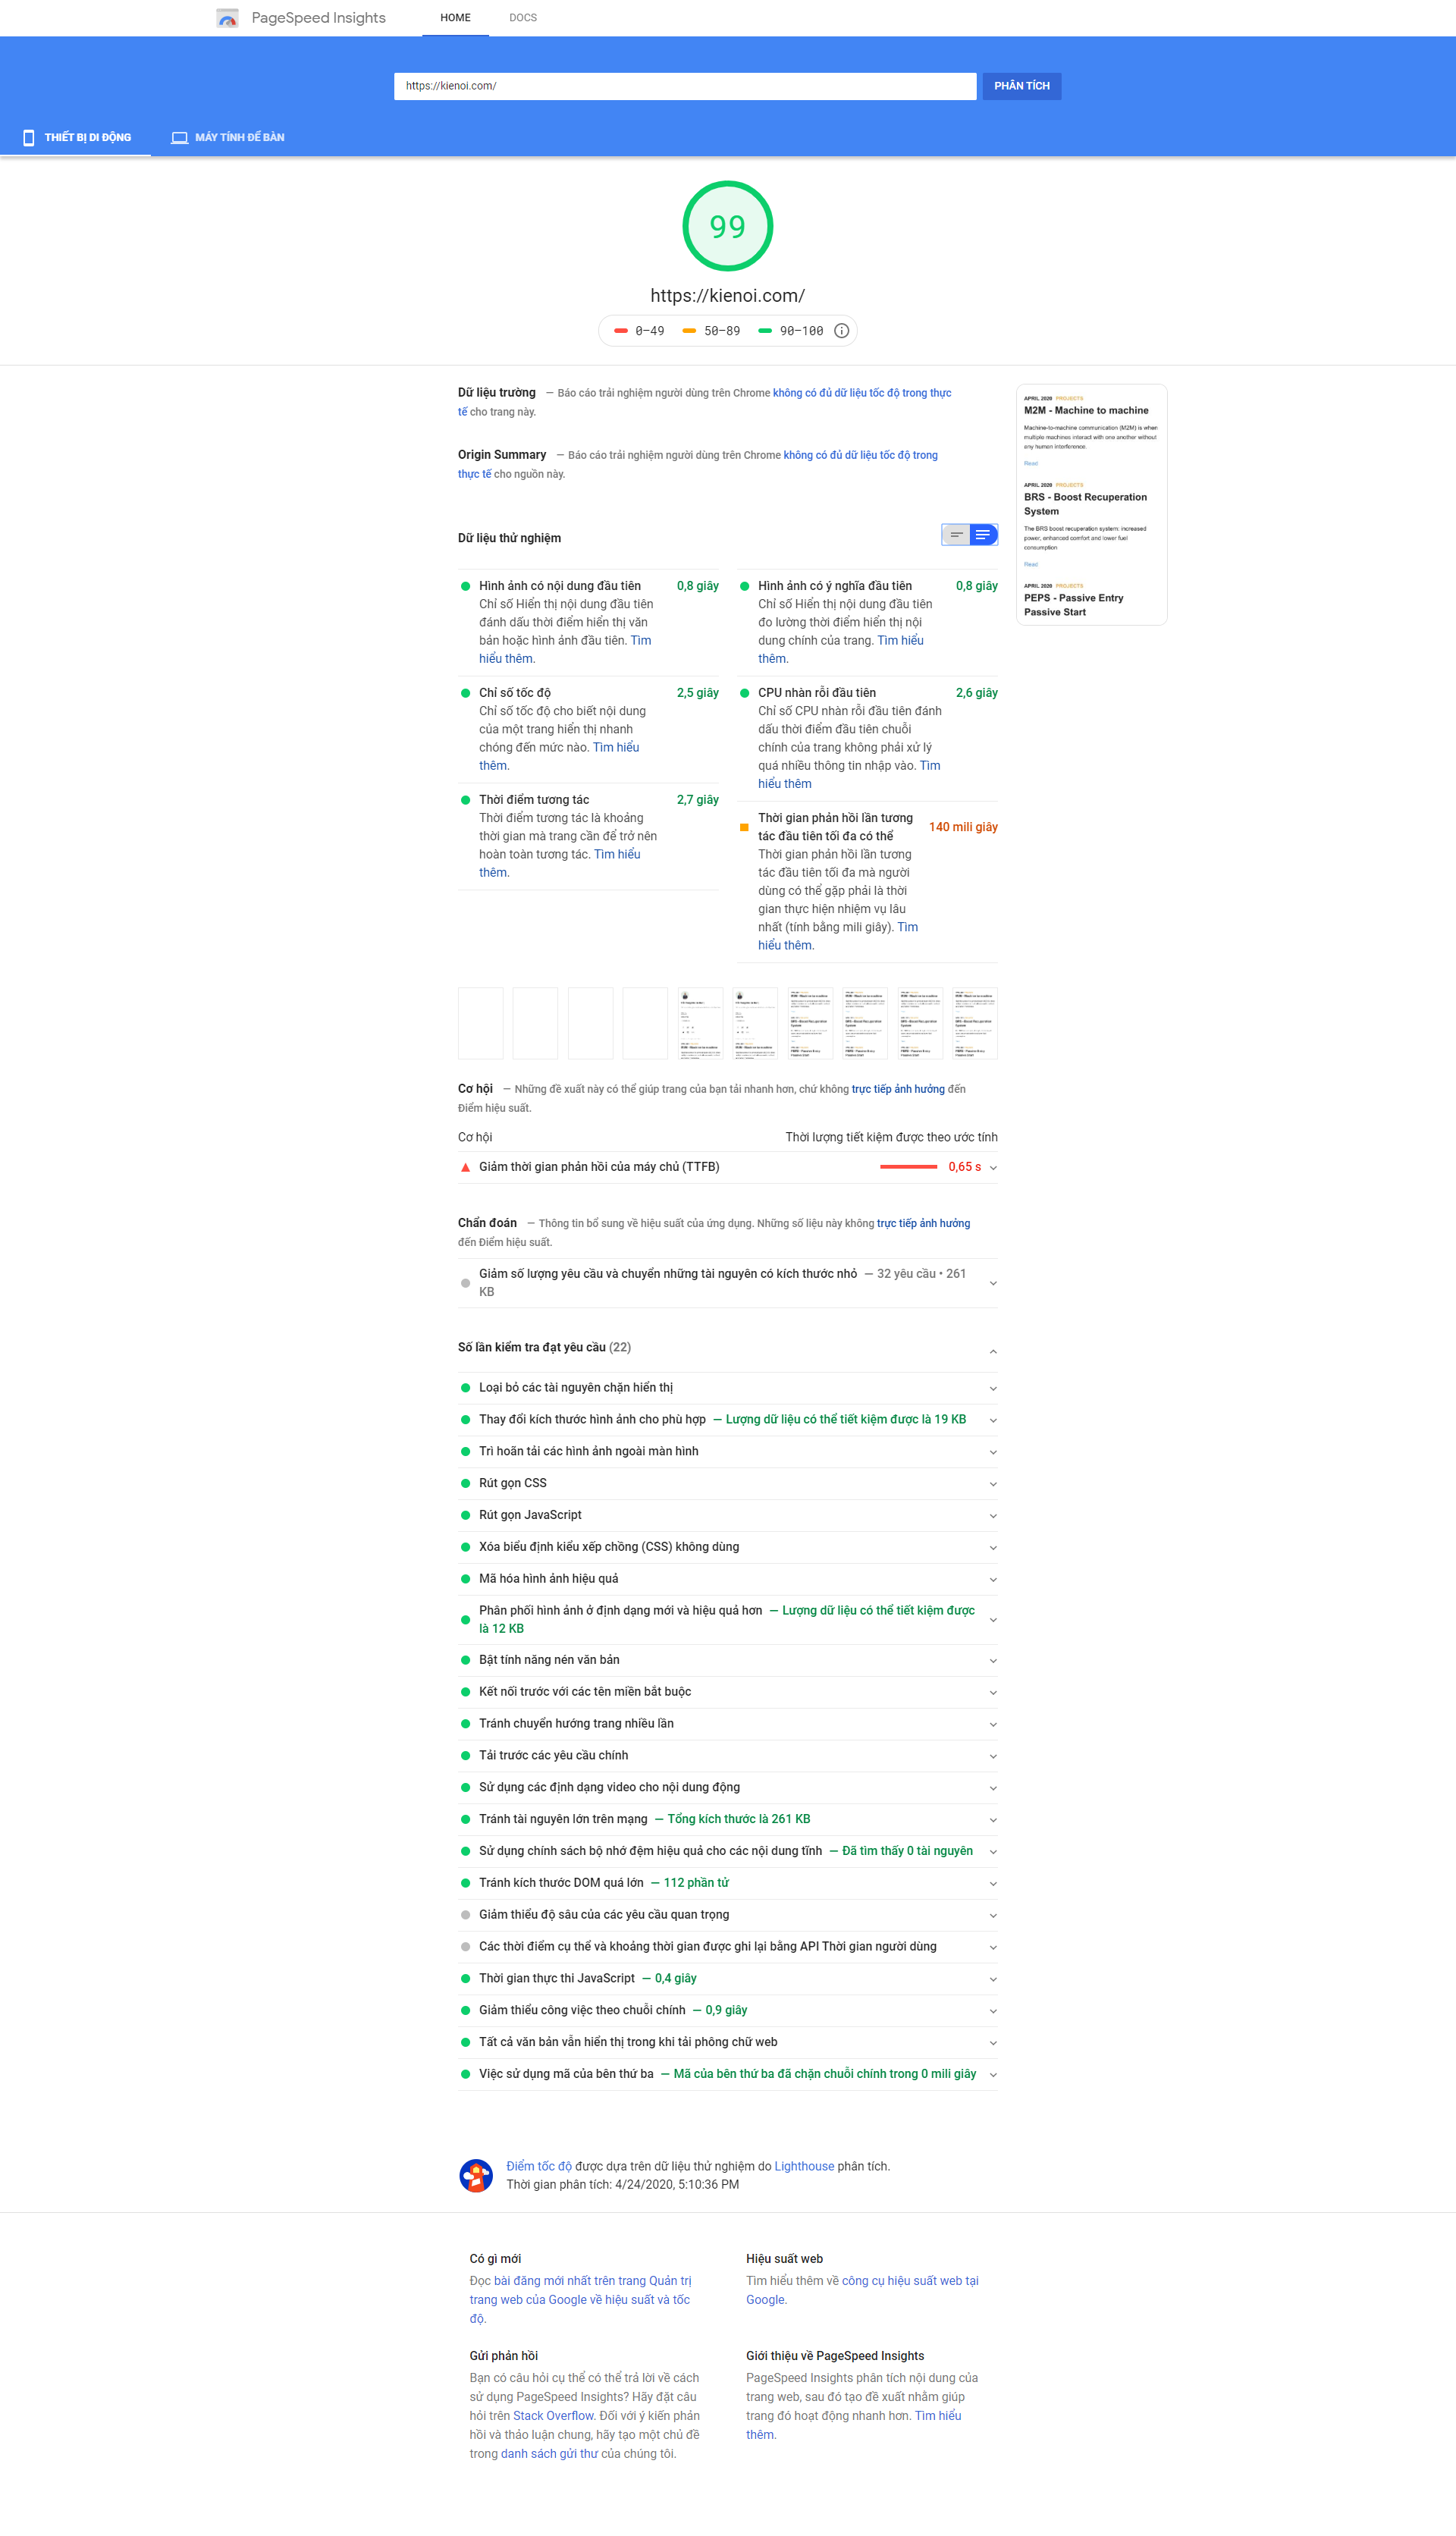 PageSpeed Insights
HOME
DOCS
https://kienoi.com/
PHÂN TÍCH
THIẾT BỊ DI ĐỘNG
MÁY TÍNH ĐỂ BÀN
99
https://kienoi.com/
0–49
50–89
90–100
Dữ liệu trường — Báo cáo trải nghiệm người dùng trên Chrome không có đủ dữ liệu tốc độ trong thực
tế cho trang này.
Origin Summary — Báo cáo trải nghiệm người dùng trên Chrome không có đủ dữ liệu tốc độ trong
thực tế cho nguồn này.
APRIL 2020 PROJECTS
M2M - Machine to machine
Machine-to-machine communication (M2M) is when
multiple machines interact with one another without
any human interference.
Read
APRIL 2020 PROJECTS
BRS - Boost Recuperation
System
The BRS boost recuperation system: increased
power, enhanced comfort and lower fuel
consumption
Read
APRIL 2020 PROJECTS
PEPS - Passive Entry
Passive Start
Dữ liệu thử nghiệm
Hình ảnh có nội dung đầu tiên 0,8 giây
Chỉ số Hiển thị nội dung đầu tiên
đánh dấu thời điểm hiển thị văn
bản hoặc hình ảnh đầu tiên. Tìm
hiểu thêm.
Hình ảnh có ý nghĩa đầu tiên 0,8 giây
Chỉ số Hiển thị nội dung đầu tiên
đo lường thời điểm hiển thị nội
dung chính của trang. Tìm hiểu
thêm.
Chỉ số tốc độ 2,5 giây
Chỉ số tốc độ cho biết nội dung
của một trang hiển thị nhanh
chóng đến mức nào. Tìm hiểu
thêm.
CPU nhàn rỗi đầu tiên 2,6 giây
Chỉ số CPU nhàn rỗi đầu tiên đánh
dấu thời điểm đầu tiên chuỗi
chính của trang không phải xử lý
quá nhiều thông tin nhập vào. Tìm
hiểu thêm
Thời điểm tương tác 2,7 giây
Thời điểm tương tác là khoảng
thời gian mà trang cần để trở nên
hoàn toàn tương tác. Tìm hiểu
thêm.
Thời gian phản hồi lần tương
tác đầu tiên tối đa có thể 140 mili giây
Thời gian phản hồi lần tương
tác đầu tiên tối đa mà người
dùng có thể gặp phải là thời
gian thực hiện nhiệm vụ lâu
nhất (tính bằng mili giây). Tìm
hiểu thêm.
Cơ hội — Những đề xuất này có thể giúp trang của bạn tải nhanh hơn, chứ không trực tiếp ảnh hưởng đến
Điểm hiệu suất.
Cơ hội Thời lượng tiết kiệm được theo ước tính
Giảm thời gian phản hồi của máy chủ (TTFB) 0,65 s
Chẩn đoán — Thông tin bổ sung về hiệu suất của ứng dụng. Những số liệu này không trực tiếp ảnh hưởng
đến Điểm hiệu suất.
Giảm số lượng yêu cầu và chuyển những tài nguyên có kích thước nhỏ — 32 yêu cầu • 261
KB
Số lần kiểm tra đạt yêu cầu (22)
Loại bỏ các tài nguyên chặn hiển thị
Thay đổi kích thước hình ảnh cho phù hợp — Lượng dữ liệu có thể tiết kiệm được là 19 KB
Trì hoãn tải các hình ảnh ngoài màn hình
Rút gọn CSS
Rút gọn JavaScript
Xóa biểu định kiểu xếp chồng (CSS) không dùng
Mã hóa hình ảnh hiệu quả
Phân phối hình ảnh ở định dạng mới và hiệu quả hơn — Lượng dữ liệu có thể tiết kiệm được
là 12 KB
Bật tính năng nén văn bản
Kết nối trước với các tên miền bắt buộc
Tránh chuyển hướng trang nhiều lần
Tải trước các yêu cầu chính
Sử dụng các định dạng video cho nội dung động
Tránh tài nguyên lớn trên mạng — Tổng kích thước là 261 KB
Sử dụng chính sách bộ nhớ đệm hiệu quả cho các nội dung tĩnh — Đã tìm thấy 0 tài nguyên
Tránh kích thước DOM quá lớn — 112 phần tử
Giảm thiểu độ sâu của các yêu cầu quan trọng
Các thời điểm cụ thể và khoảng thời gian được ghi lại bằng API Thời gian người dùng
Thời gian thực thi JavaScript — 0,4 giây
Giảm thiểu công việc theo chuỗi chính — 0,9 giây
Tất cả văn bản vẫn hiển thị trong khi tải phông chữ web
Việc sử dụng mã của bên thứ ba — Mã của bên thứ ba đã chặn chuỗi chính trong 0 mili giây
Điểm tốc độ được dựa trên dữ liệu thử nghiệm do Lighthouse phân tích.
Thời gian phân tích: 4/24/2020, 5:10:36 PM
Có gì mới
Đọc bài đăng mới nhất trên trang Quản trị
trang web của Google về hiệu suất và tốc
độ.
Hiệu suất web
Tìm hiểu thêm về công cụ hiệu suất web tại
Google.
Gửi phản hồi
Bạn có câu hỏi cụ thể có thể trả lời về cách
sử dụng PageSpeed Insights? Hãy đặt câu
hỏi trên Stack Overflow. Đối với ý kiến phản
hồi và thảo luận chung, hãy tạo một chủ đề
trong danh sách gửi thư của chúng tôi.
Giới thiệu về PageSpeed Insights
PageSpeed Insights phân tích nội dung của
trang web, sau đó tạo đề xuất nhằm giúp
trang đó hoạt động nhanh hơn. Tìm hiểu
thêm.